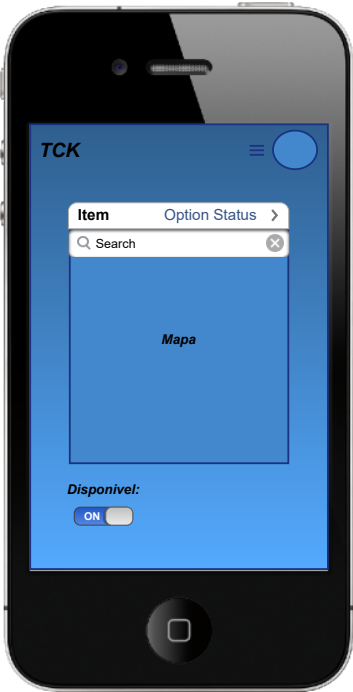 TCK
Item Option Status
Search
Mapa
Disponivel:
ON